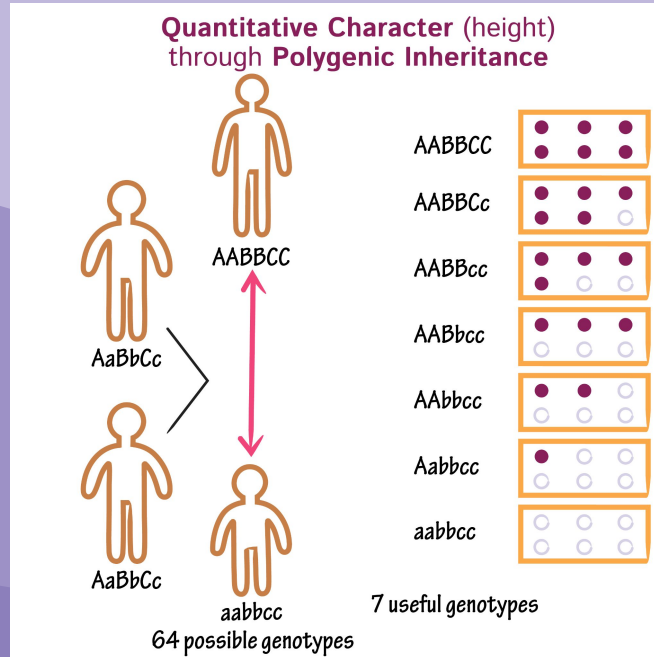 Quantitative Character (height)
through Polygenic Inheritance
AABBCC
AaBbCc
AaBbCc
aabbcc
64 possible genotypes
AABBCC
AABBCc
AABBcc
AABbcc
AAbbcc
Aabbcc
aabbcc
7 useful genotypes